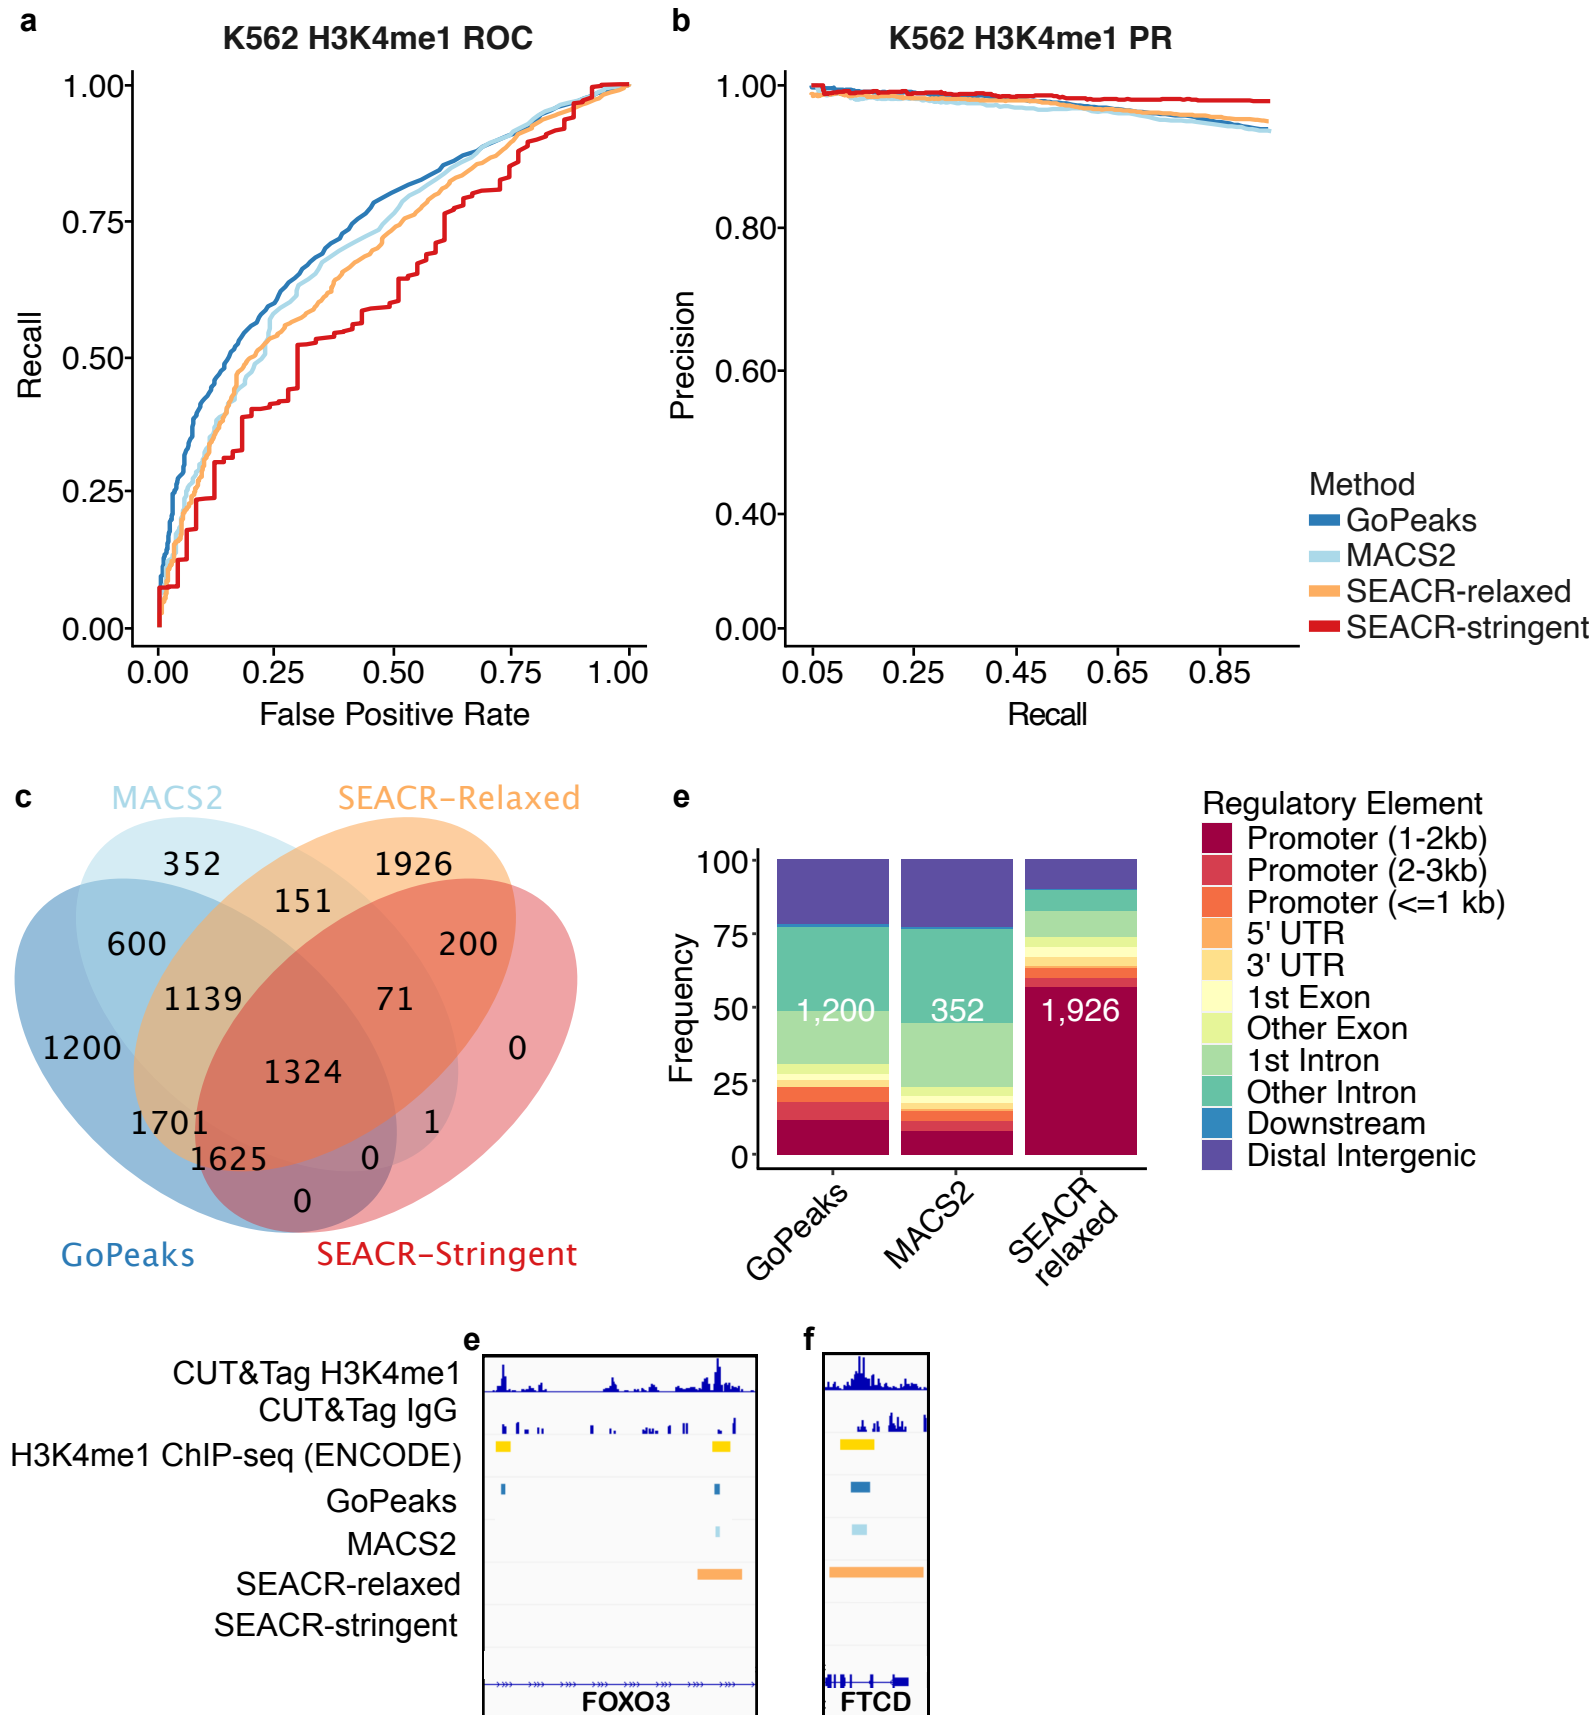 a
K562 H3K4me1 ROC
1.00
0.75
0.50
0.25
0.00
Recall
0.00 0.25 0.50 0.75 1.00
False Positive Rate
b
K562 H3K4me1 PR
1.00
0.80
0.60
0.40
0.00
Precision
0.05 0.25 0.45 0.65 0.85
Recall
Method
GoPeaks
MACS2
SEACR-relaxed
SEACR-stringent
c
MACS2
SEACR-Relaxed
352
1926
151
600
200
1139
71
1200
0
1324
1701
1
1625
0
0
GoPeaks
SEACR-Stringent
e
100
75
50
25
0
Frequency
1,200
352
1,926
GoPeaks
MACS2
SEACR
relaxed
Regulatory Element
Promoter (1-2kb)
Promoter (2-3kb)
Promoter (<=1 kb)
5' UTR
3' UTR
1st Exon
Other Exon
1st Intron
Other Intron
Downstream
Distal Intergenic
e
f
CUT&Tag H3K4me1
CUT&Tag IgG
H3K4me1 ChIP-seq (ENCODE)
GoPeaks
MACS2
SEACR-relaxed
SEACR-stringent
FOXO3
FTCD